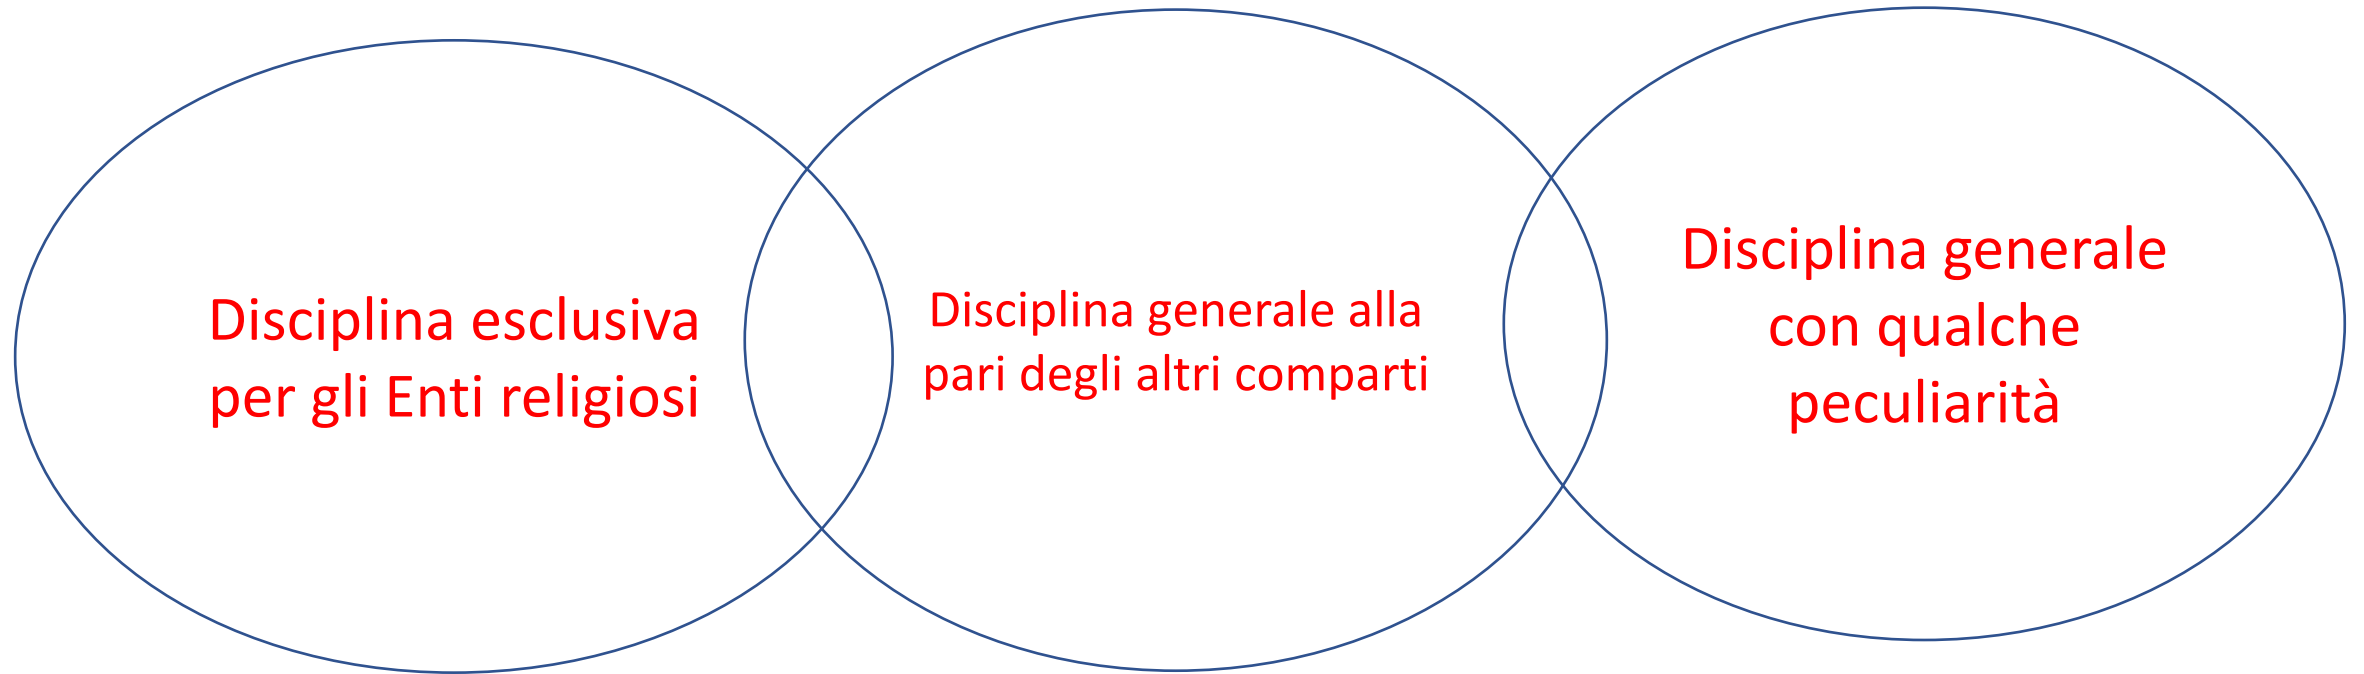 Disciplina esclusiva
per gli Enti religiosi
Disciplina generale alla
pari degli altri comparti
Disciplina generale
con qualche
peculiarità